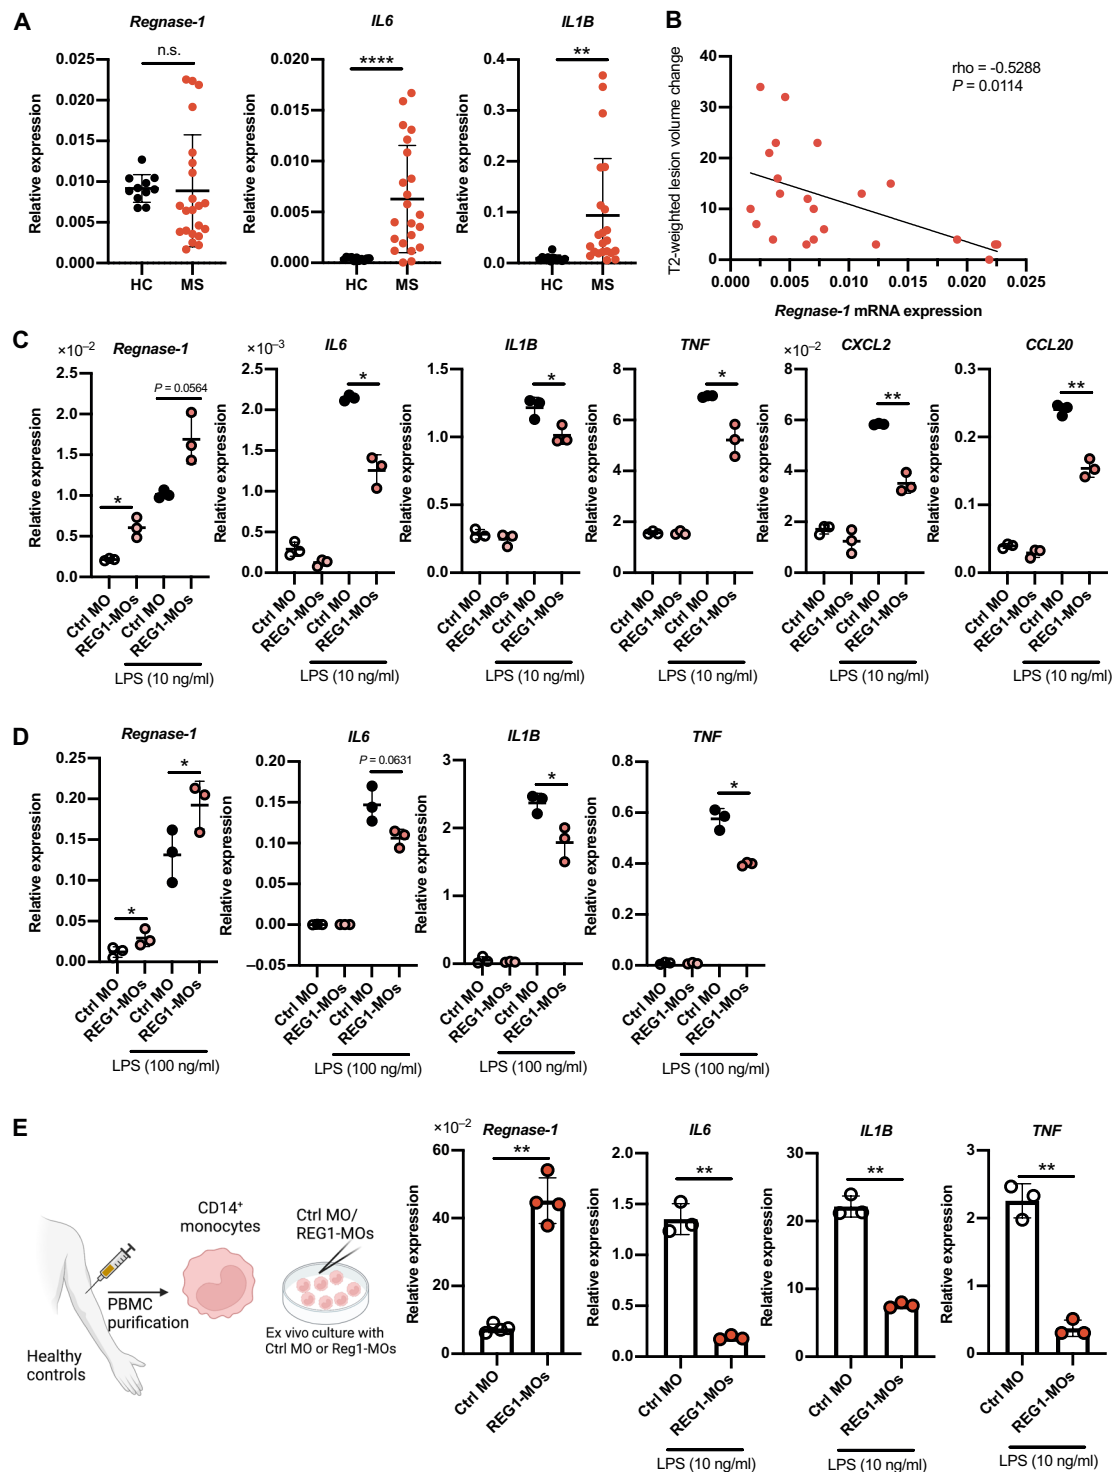 A
Regnase-1
n.s.
Relative expression
0.025
0.020
0.015
0.010
0.005
0.000
HC MS
IL6
****
Relative expression
0.020
0.015
0.010
0.005
0.000
HC MS
IL1B
**
Relative expression
0.4
0.3
0.2
0.1
0.0
HC MS
B
T2-weighted lesion volume change
40
30
20
10
0
rho = -0.5288
P = 0.0114
0.000 0.005 0.010 0.015 0.020 0.025
Regnase-1 mRNA expression
C
×10⁻²
Regnase-1
P = 0.0564
*
Relative expression
2.5
2.0
1.5
1.0
0.5
0.0
Ctrl MO
REG1-MOs
Ctrl MO
REG1-MOs
LPS (10 ng/ml)
×10⁻³
IL6
*
Relative expression
2.5
2.0
1.5
1.0
0.5
0.0
Ctrl MO
REG1-MOs
Ctrl MO
REG1-MOs
LPS (10 ng/ml)
IL1B
*
Relative expression
1.5
1.0
0.5
0.0
Ctrl MO
REG1-MOs
Ctrl MO
REG1-MOs
LPS (10 ng/ml)
TNF
*
Relative expression
8
6
4
2
0
Ctrl MO
REG1-MOs
Ctrl MO
REG1-MOs
LPS (10 ng/ml)
×10⁻²
CXCL2
**
Relative expression
8
6
4
2
0
Ctrl MO
REG1-MOs
Ctrl MO
REG1-MOs
LPS (10 ng/ml)
CCL20
**
Relative expression
0.3
0.2
0.1
0.0
Ctrl MO
REG1-MOs
Ctrl MO
REG1-MOs
LPS (10 ng/ml)
D
Regnase-1
*
*
Relative expression
0.25
0.20
0.15
0.10
0.05
0.00
Ctrl MO
REG1-MOs
Ctrl MO
REG1-MOs
LPS (100 ng/ml)
IL6
P = 0.0631
Relative expression
0.20
0.15
0.10
0.05
0.00
−0.05
Ctrl MO
REG1-MOs
Ctrl MO
REG1-MOs
LPS (100 ng/ml)
IL1B
*
Relative expression
3
2
1
0
Ctrl MO
REG1-MOs
Ctrl MO
REG1-MOs
LPS (100 ng/ml)
TNF
*
Relative expression
0.8
0.6
0.4
0.2
0.0
Ctrl MO
REG1-MOs
Ctrl MO
REG1-MOs
LPS (100 ng/ml)
E
Healthy
controls
PBMC
purification
CD14⁺
monocytes
Ctrl MO/
REG1-MOs
Ex vivo culture with
Ctrl MO or Reg1-MOs
×10⁻²
Regnase-1
**
Relative expression
60
40
20
0
Ctrl MO
REG1-MOs
IL6
**
Relative expression
2.0
1.5
1.0
0.5
0.0
Ctrl MO
REG1-MOs
LPS (10 ng/ml)
IL1B
**
Relative expression
30
20
10
0
Ctrl MO
REG1-MOs
LPS (10 ng/ml)
TNF
**
Relative expression
3
2
1
0
Ctrl MO
REG1-MOs
LPS (10 ng/ml)